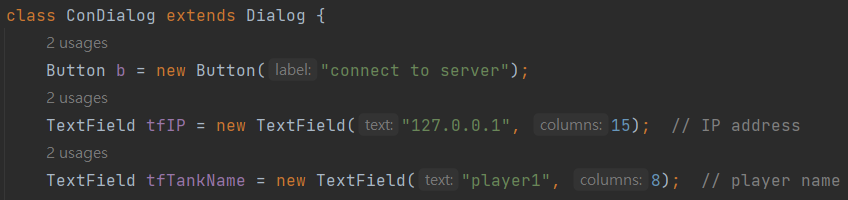 class ConDialog extends Dialog {
2 usages
Button b = new Button( label: "connect to server");
2 usages
TextField tfIP = new TextField( text: "127.0.0.1", columns: 15);  // IP address
2 usages
TextField tfTankName = new TextField( text: "player1", columns: 8);  // player name